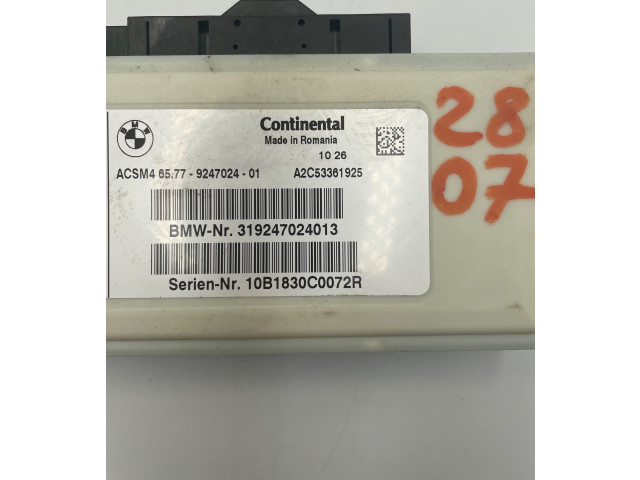 BMW
Continental
Made in Romania
10 26
ACSM4 65.77 - 9247024 - 01 A2C53361925
BMW-Nr. 319247024013
Serien-Nr. 10B1830C0072R
28
07